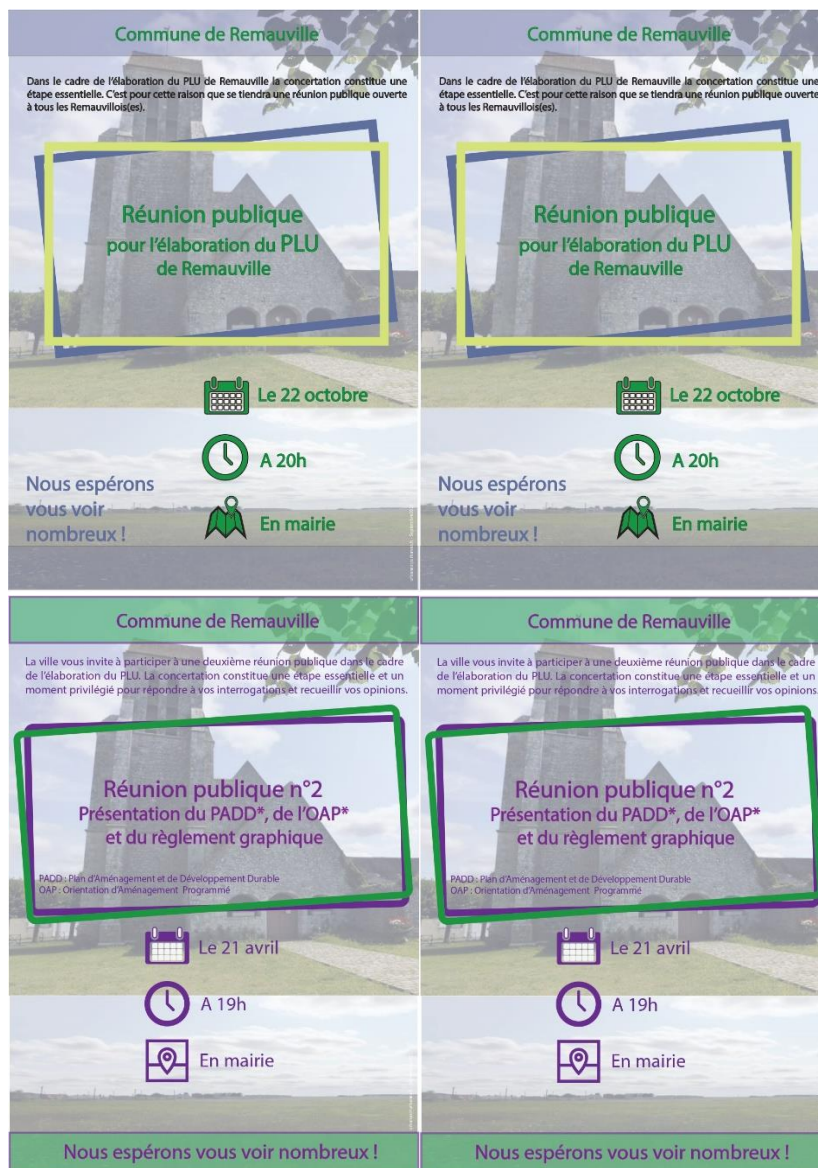 Commune de Remauville
Dans le cadre de l'élaboration du PLU de Remauville la concertation constitue une
étape essentielle. C'est pour cette raison que se tiendra une réunion publique ouverte
à tous les Remauvillois(es).
Réunion publique
pour l'élaboration du PLU
de Remauville
Le 22 octobre
A 20h
En mairie
Nous espérons
vous voir
nombreux !
Commune de Remauville
Dans le cadre de l'élaboration du PLU de Remauville la concertation constitue une
étape essentielle. C'est pour cette raison que se tiendra une réunion publique ouverte
à tous les Remauvillois(es).
Réunion publique
pour l'élaboration du PLU
de Remauville
Le 22 octobre
A 20h
En mairie
Nous espérons
vous voir
nombreux !
Commune de Remauville
La ville vous invite à participer à une deuxième réunion publique dans le cadre
de l'élaboration du PLU. La concertation constitue une étape essentielle et un
moment privilégié pour répondre à vos interrogations et recueillir vos opinions.
Réunion publique n°2
Présentation du PADD*, de l'OAP*
et du règlement graphique
PADD : Plan d'Aménagement et de Développement Durable
OAP : Orientation d'Aménagement Programmé
Le 21 avril
A 19h
En mairie
Nous espérons vous voir nombreux !
Commune de Remauville
La ville vous invite à participer à une deuxième réunion publique dans le cadre
de l'élaboration du PLU. La concertation constitue une étape essentielle et un
moment privilégié pour répondre à vos interrogations et recueillir vos opinions.
Réunion publique n°2
Présentation du PADD*, de l'OAP*
et du règlement graphique
PADD : Plan d'Aménagement et de Développement Durable
OAP : Orientation d'Aménagement Programmé
Le 21 avril
A 19h
En mairie
Nous espérons vous voir nombreux !